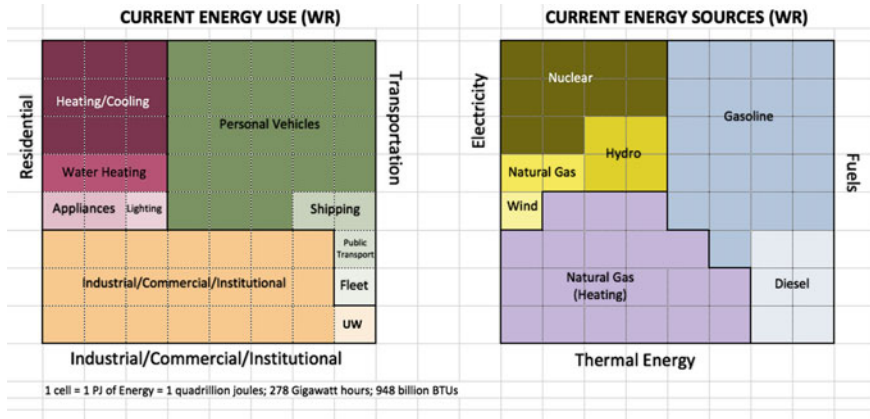 CURRENT ENERGY USE (WR)
Residential
Heating/Cooling
Water Heating
Appliances
Lighting
Personal Vehicles
Shipping
Transportation
Public
Transport
Fleet
Industrial/Commercial/Institutional
UW
Industrial/Commercial/Institutional
CURRENT ENERGY SOURCES (WR)
Electricity
Nuclear
Hydro
Natural Gas
Wind
Gasoline
Fuels
Natural Gas
(Heating)
Diesel
Thermal Energy
1 cell = 1 PJ of Energy = 1 quadrillion joules; 278 Gigawatt hours; 948 billion BTUs